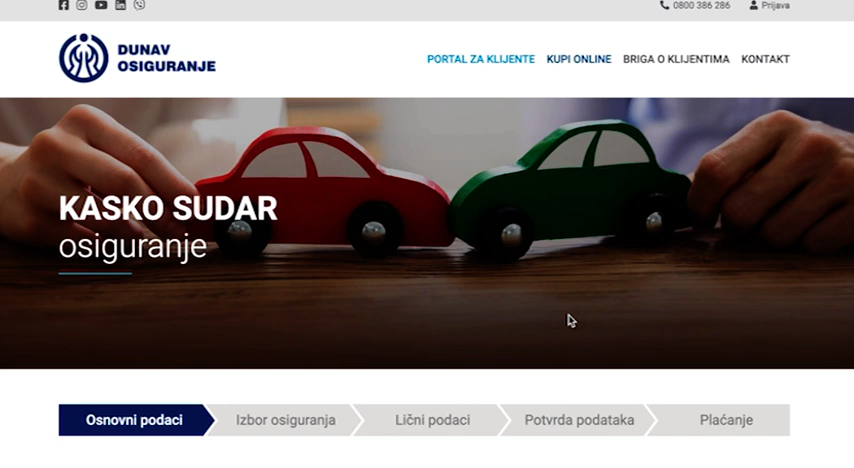 0800 386 286 Prijava
DUNAV
OSIGURANJE
PORTAL ZA KLIJENTE KUPI ONLINE BRIGA O KLIJENTIMA KONTAKT
KASKO SUDAR
osiguranje
Osnovni podaci Izbor osiguranja Lični podaci Potvrda podataka Plaćanje